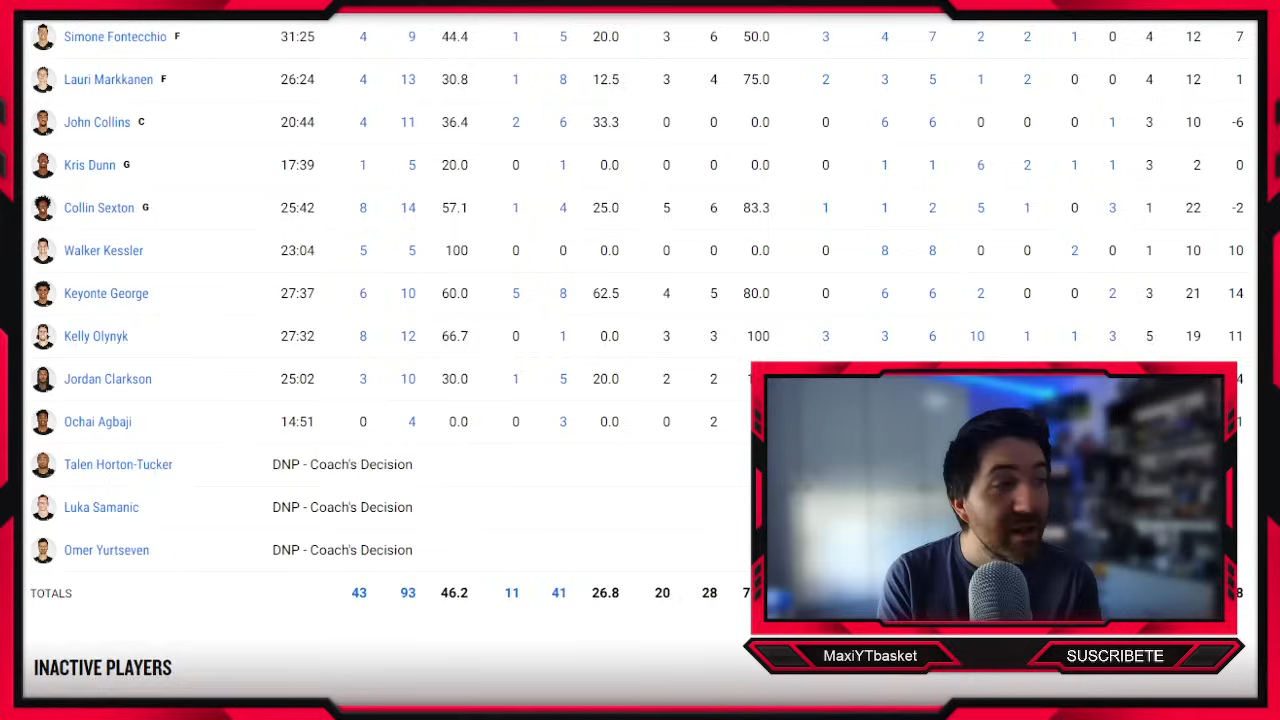 Simone Fontecchio F 31:25 4 9 44.4 1 5 20.0 3 6 50.0 3 4 7 2 2 1 0 4 12 7
Lauri Markkanen F 26:24 4 13 30.8 1 8 12.5 3 4 75.0 2 3 5 1 2 0 0 4 12 1
John Collins C 20:44 4 11 36.4 2 6 33.3 0 0 0.0 0 6 6 0 0 0 1 3 10 -6
Kris Dunn G 17:39 1 5 20.0 0 1 0.0 0 0 0.0 0 1 1 6 2 1 1 3 2 0
Collin Sexton G 25:42 8 14 57.1 1 4 25.0 5 6 83.3 1 1 2 5 1 0 3 1 22 -2
Walker Kessler 23:04 5 5 100 0 0 0.0 0 0 0.0 0 8 8 0 0 2 0 1 10 10
Keyonte George 27:37 6 10 60.0 5 8 62.5 4 5 80.0 0 6 6 2 0 0 2 3 21 14
Kelly Olynyk 27:32 8 12 66.7 0 1 0.0 3 3 100 3 3 6 10 1 1 3 5 19 11
Jordan Clarkson 25:02 3 10 30.0 1 5 20.0 2 2
Ochai Agbaji 14:51 0 4 0.0 0 3 0.0 0 2
Talen Horton-Tucker DNP - Coach's Decision
Luka Samanic DNP - Coach's Decision
Omer Yurtseven DNP - Coach's Decision
TOTALS 43 93 46.2 11 41 26.8 20 28
INACTIVE PLAYERS
MaxiYTbasket
SUSCRIBETE